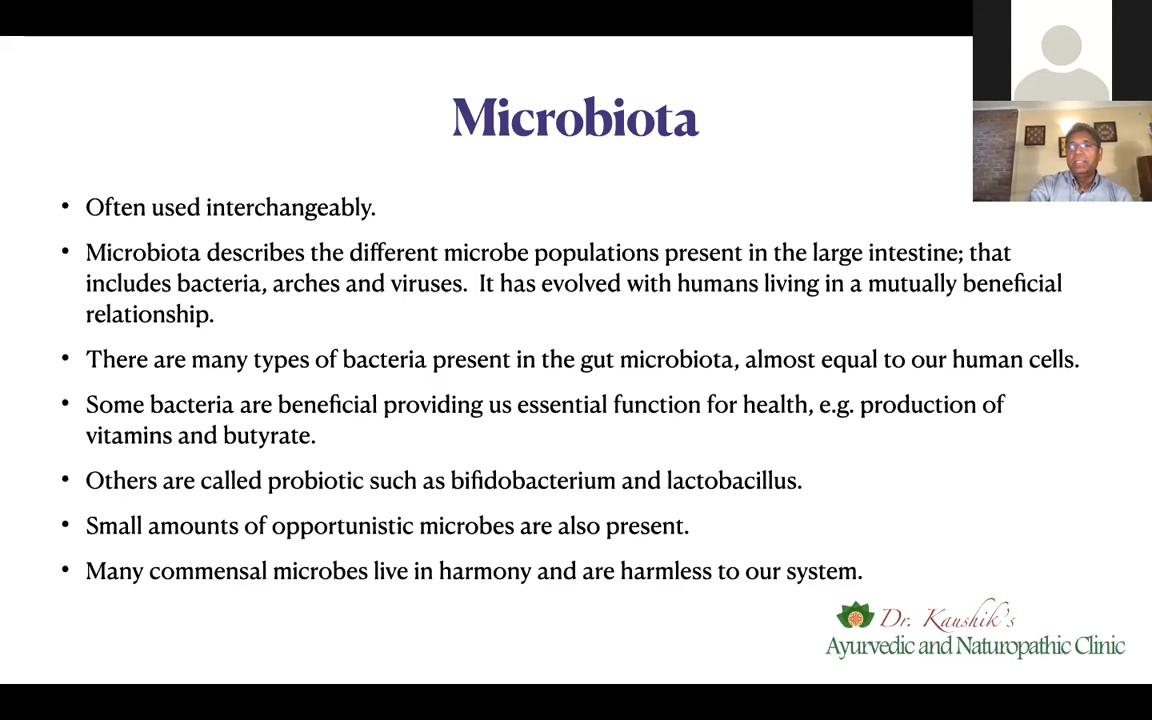 Microbiota
• Often used interchangeably.
• Microbiota describes the different microbe populations present in the large intestine; that
includes bacteria, arches and viruses.  It has evolved with humans living in a mutually beneficial
relationship.
• There are many types of bacteria present in the gut microbiota, almost equal to our human cells.
• Some bacteria are beneficial providing us essential function for health, e.g. production of
vitamins and butyrate.
• Others are called probiotic such as bifidobacterium and lactobacillus.
• Small amounts of opportunistic microbes are also present.
• Many commensal microbes live in harmony and are harmless to our system.
Dr. Kaushik's
Ayurvedic and Naturopathic Clinic